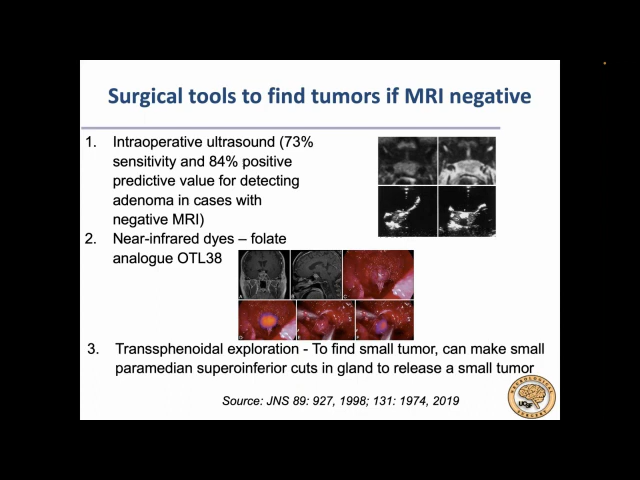 Surgical tools to find tumors if MRI negative
1. Intraoperative ultrasound (73%
sensitivity and 84% positive
predictive value for detecting
adenoma in cases with
negative MRI)
2. Near-infrared dyes – folate
analogue OTL38
A B C
D E F
3. Transsphenoidal exploration - To find small tumor, can make small
paramedian superoinferior cuts in gland to release a small tumor
Source: JNS 89: 927, 1998; 131: 1974, 2019
NEUROLOGICAL
UCSF
SURGERY